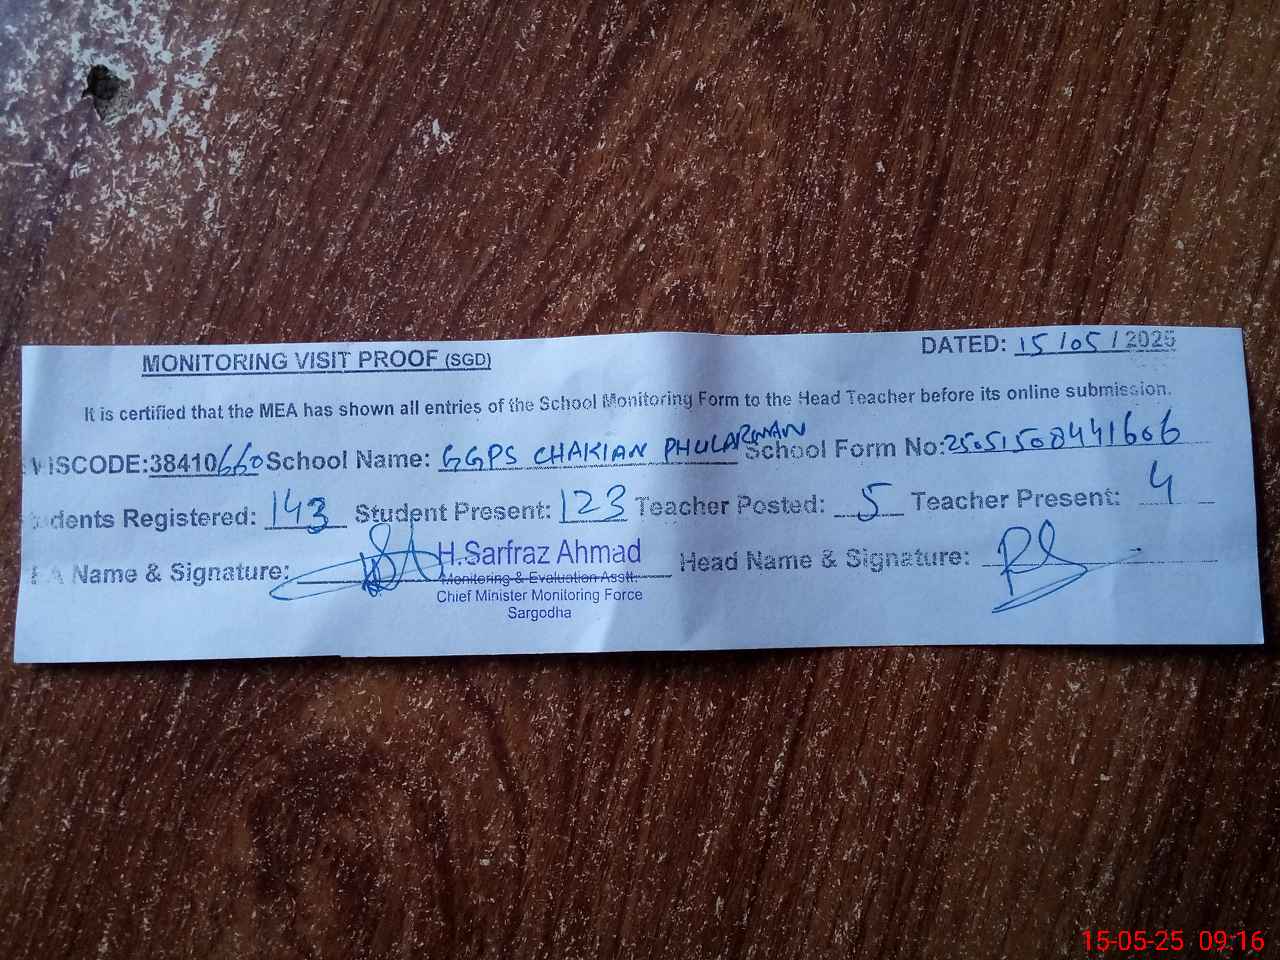 MONITORING VISIT PROOF (SGD) DATED: 15/05/2025
It is certified that the MEA has shown all entries of the School Monitoring Form to the Head Teacher before its online submission.
ISCODE:38410660 School Name: GGPS CHAKIAN PHULARWAN School Form No:25051508441606
dents Registered: 143 Student Present: 123 Teacher Posted: 5 Teacher Present: 4
A Name & Signature: H.Sarfraz Ahmad Head Name & Signature:
Monitoring & Evaluation Asstt.
Chief Minister Monitoring Force
Sargodha
15-05-25 09:16